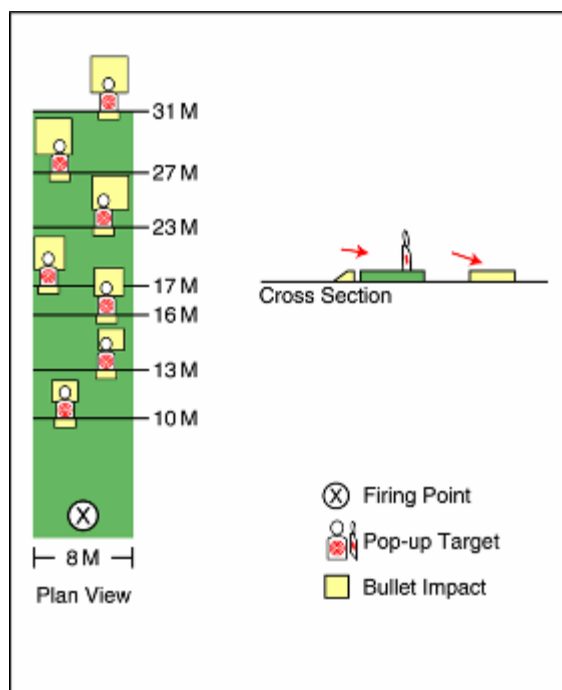 31 M
27 M
23 M
17 M
16 M
13 M
10 M
X
8 M
Plan View
Cross Section
X Firing Point
Pop-up Target
Bullet Impact